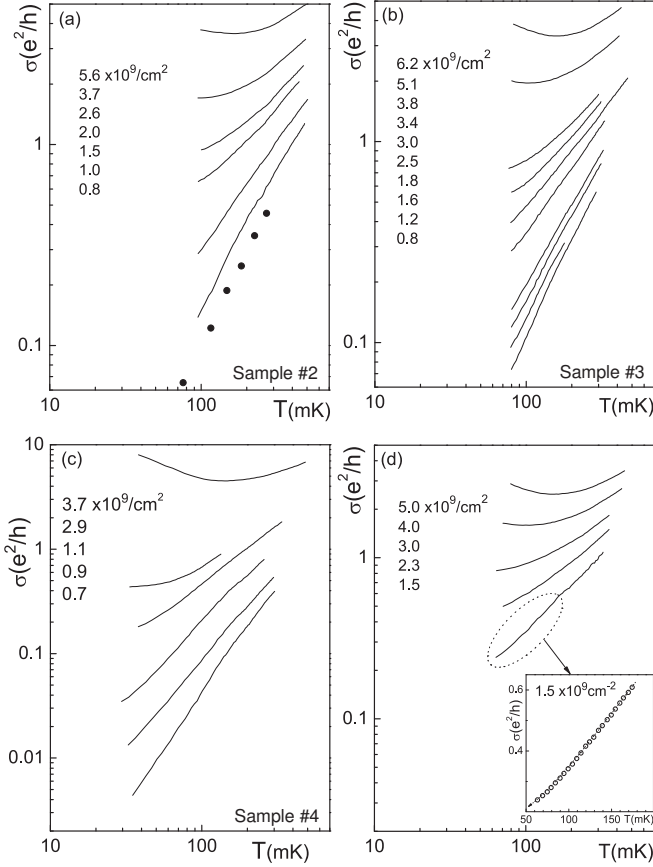 (a)
σ(e²/h)
5.6 x10⁹/cm²
3.7
2.6
2.0
1.5
1.0
0.8
1
0.1
Sample #2
10
100
T(mK)
(b)
σ(e²/h)
6.2 x10⁹/cm²
5.1
3.8
3.4
3.0
2.5
1.8
1.6
1.2
0.8
1
0.1
Sample #3
10
100
T(mK)
(c)
σ(e²/h)
10
3.7 x10⁹/cm²
2.9
1.1
0.9
0.7
1
0.1
0.01
Sample #4
10
100
T(mK)
(d)
σ(e²/h)
5.0 x10⁹/cm²
4.0
3.0
2.3
1.5
1
0.1
1.5 x10⁹cm⁻²
σ(e²/h)
0.6
0.4
50
100
150
T(mK)
10
100
T(mK)